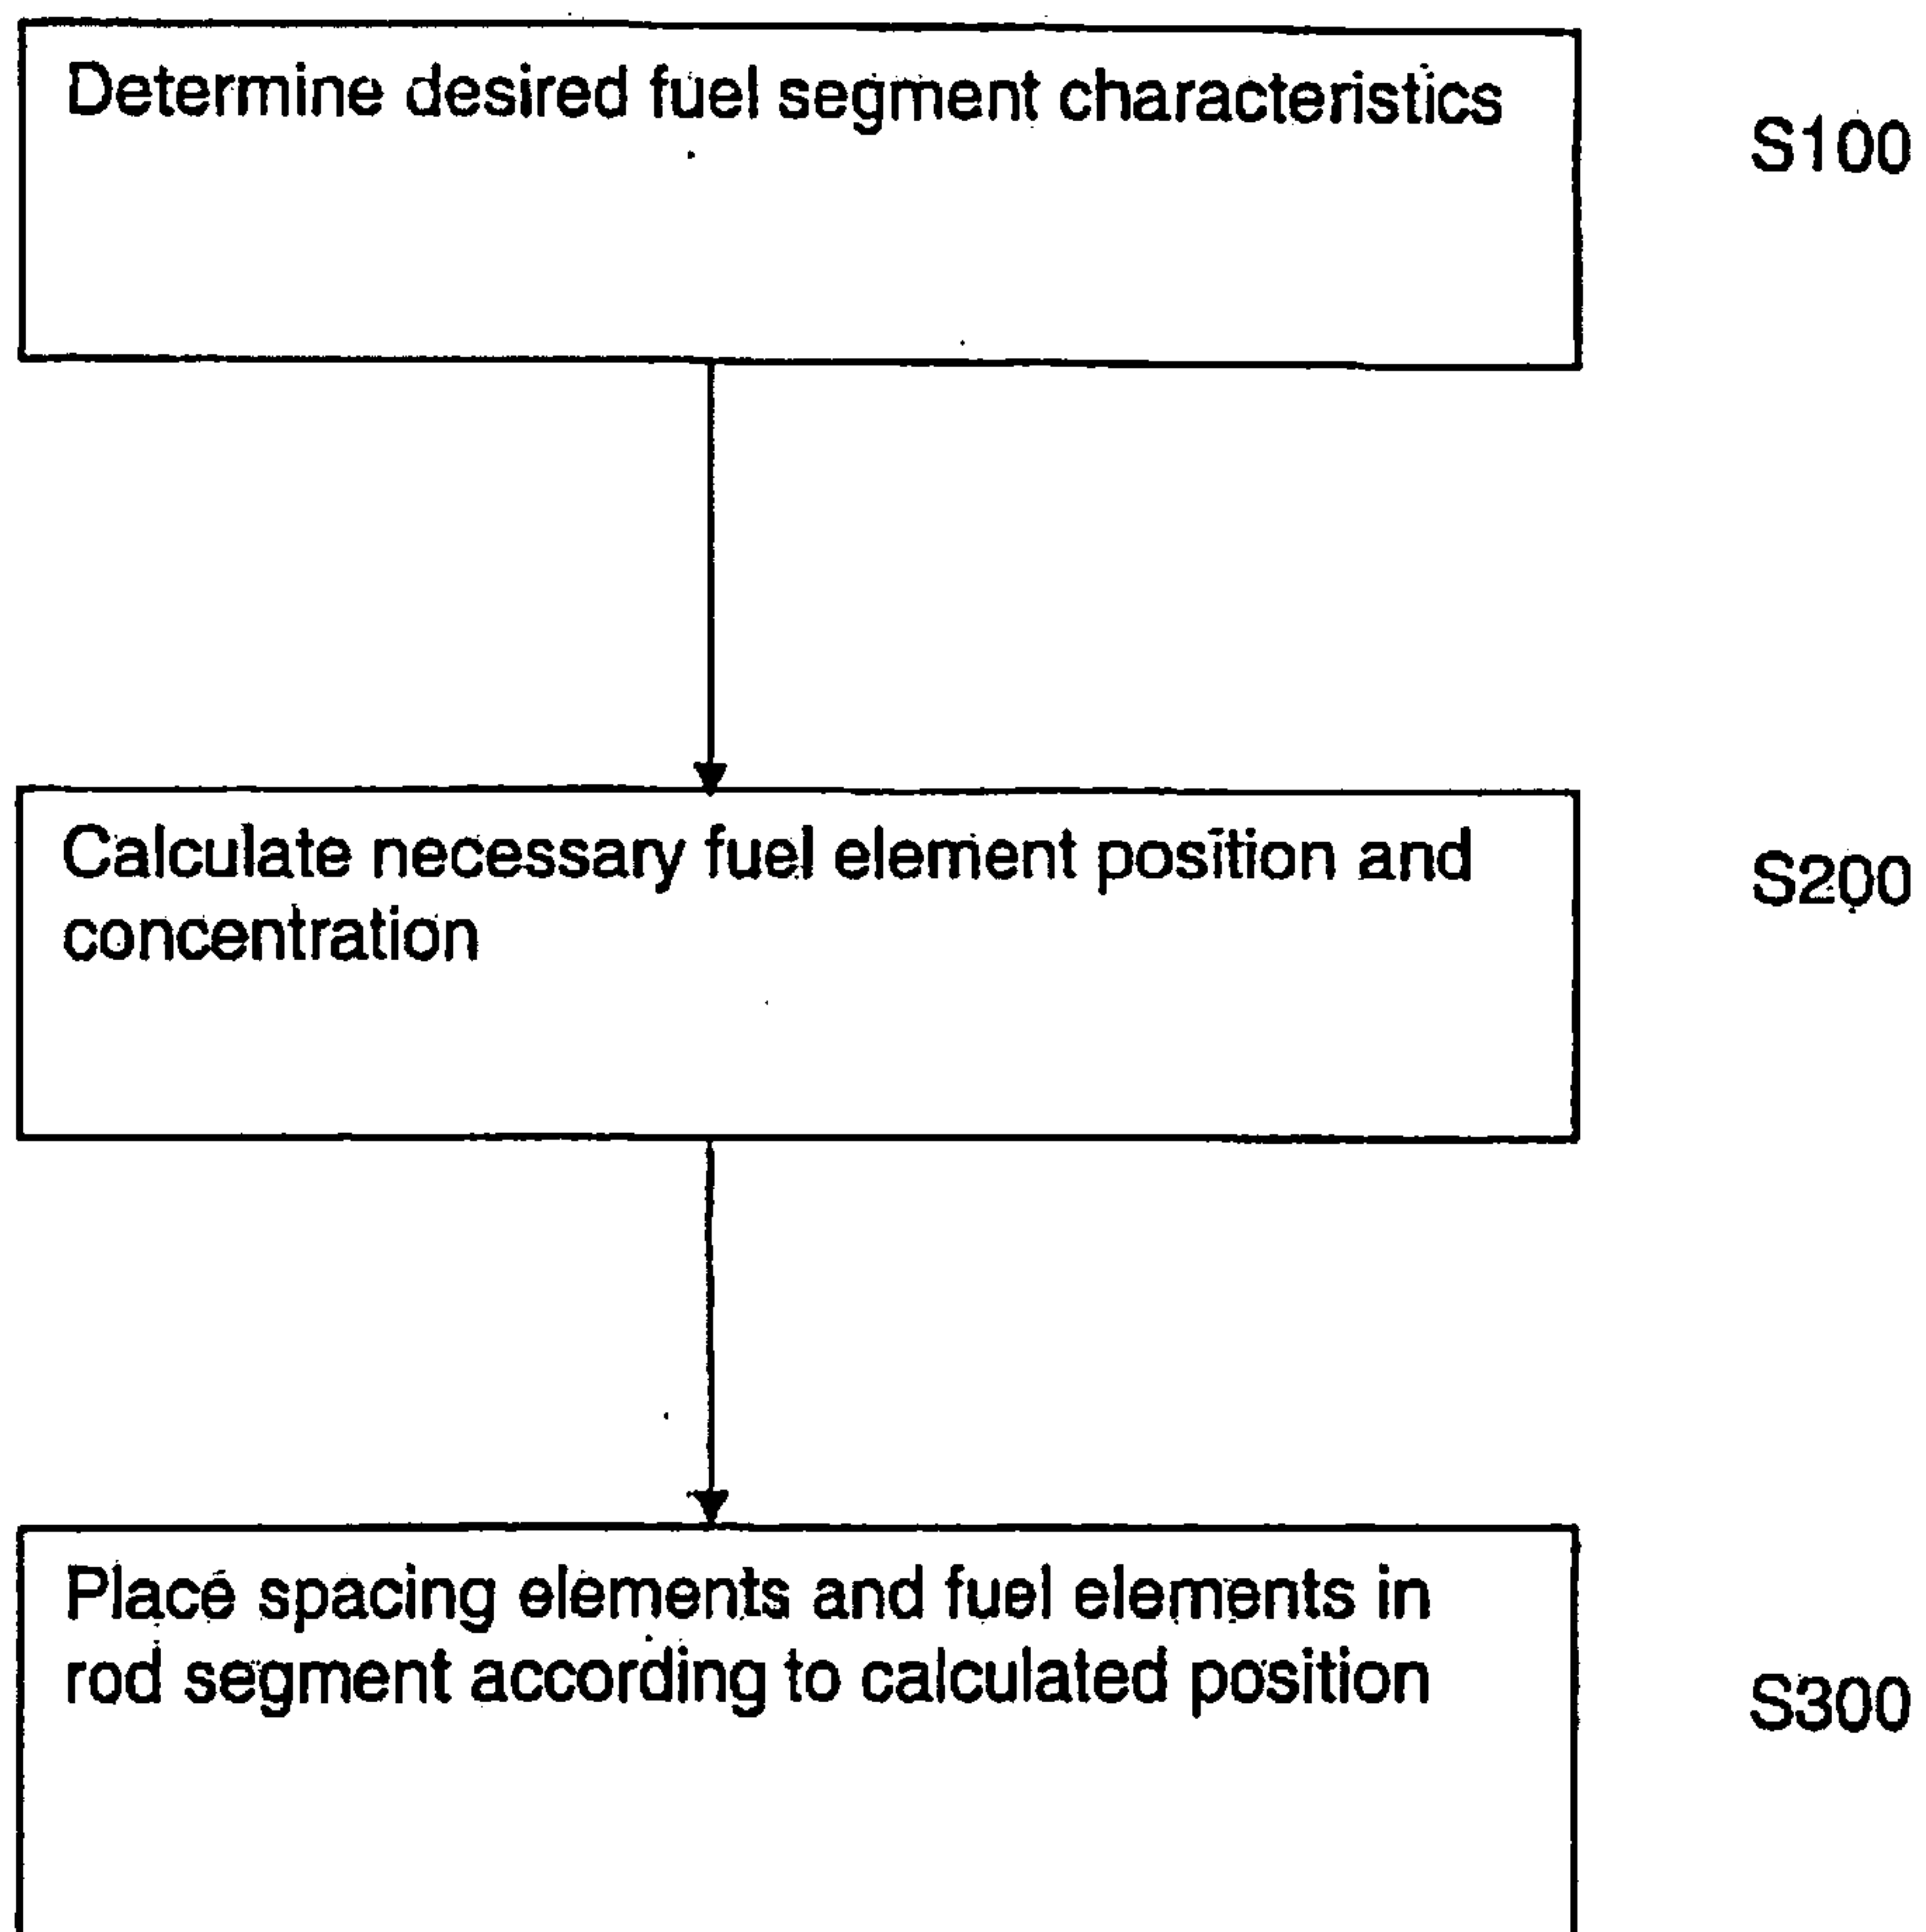 Determine desired fuel segment characteristics
S100
Calculate necessary fuel element position and
concentration
S200
Place spacing elements and fuel elements in
rod segment according to calculated position
S300